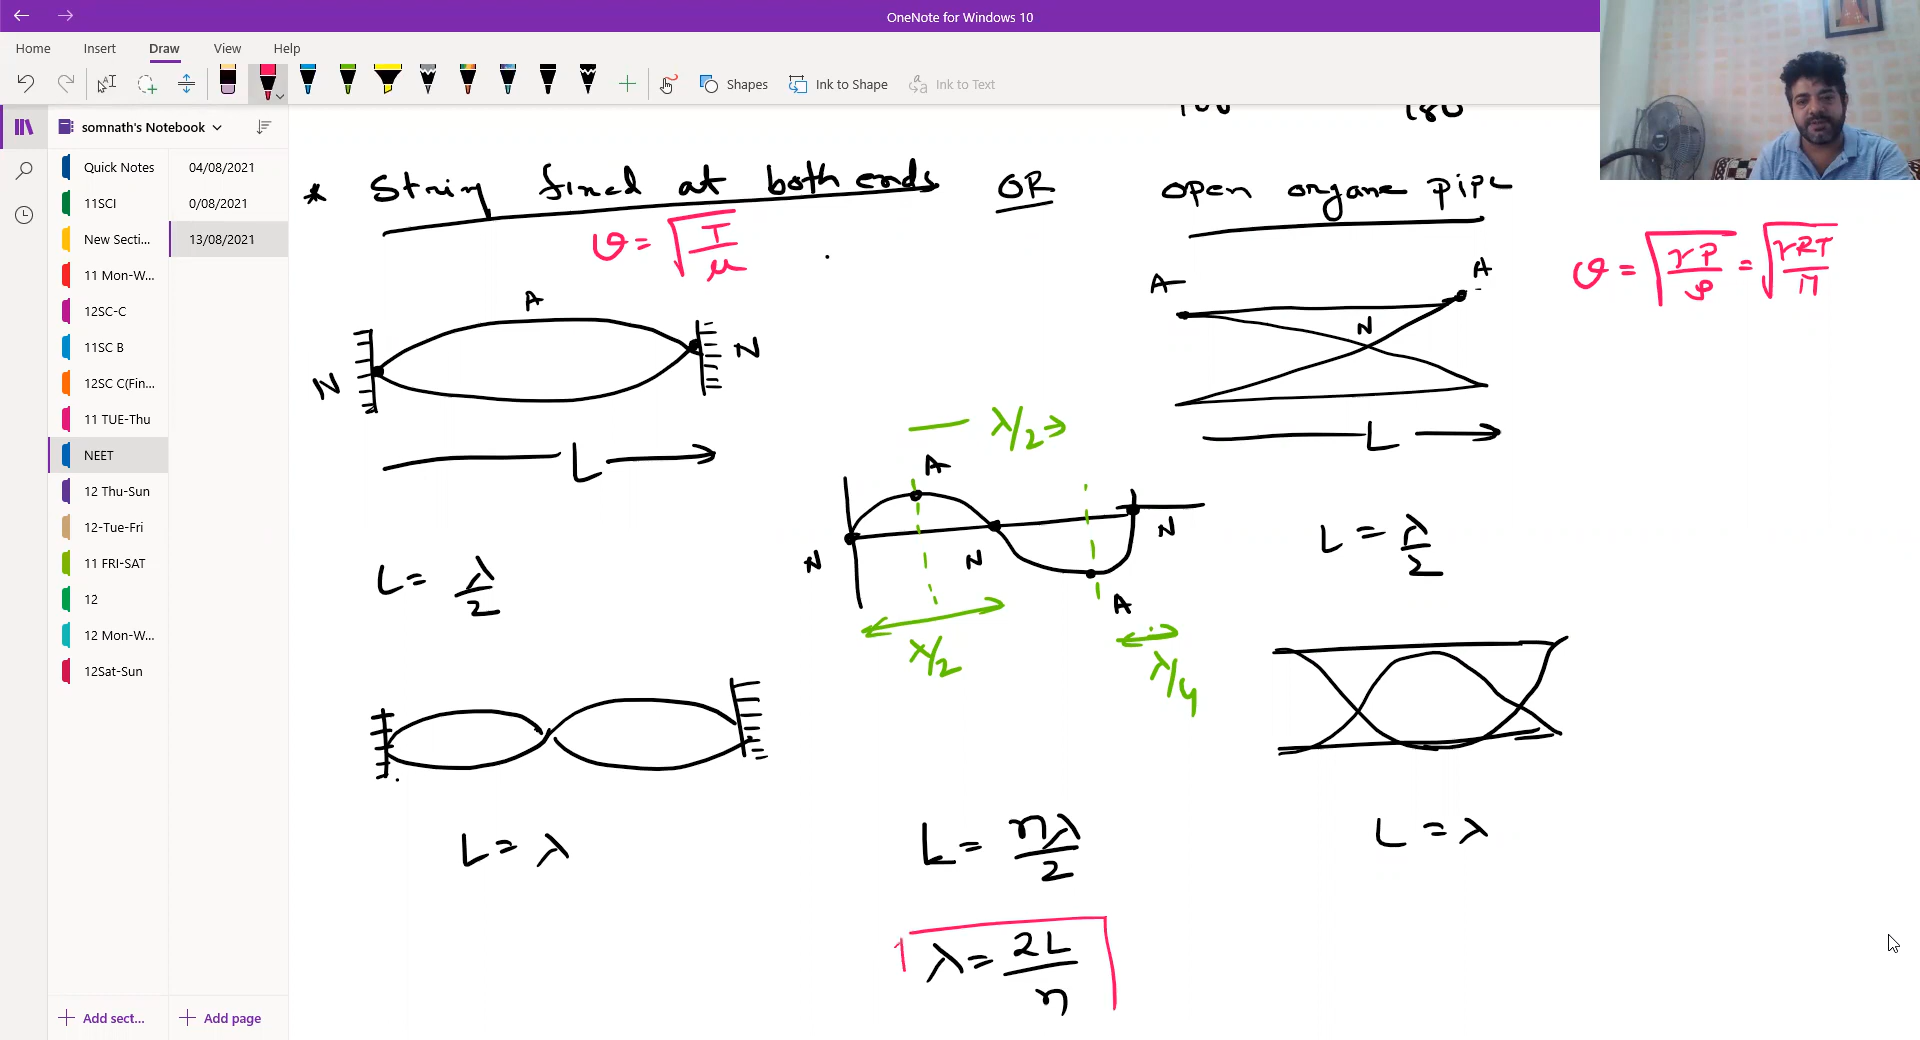 OneNote for Windows 10
Home Insert Draw View Help
Shapes Ink to Shape Ink to Text
somnath's Notebook
Quick Notes
11SCI
New Secti...
11 Mon-W...
12SC-C
11SC B
12SC C(Fin...
11 TUE-Thu
NEET
12 Thu-Sun
12-Tue-Fri
11 FRI-SAT
12
12 Mon-W...
12Sat-Sun
Add sect...
04/08/2021
0/08/2021
13/08/2021
Add page
100 180
* String fixed at both ends OR open organe pipe
v = √(T/μ)
v = √(γP/ρ) = √(γRT/M)
A
N N
L
A A
N
L
λ/2
A
N N N
A
λ/2
λ/4
L = λ/2
L = λ/2
L = λ
L = nλ/2
L = λ
λ = 2L/n